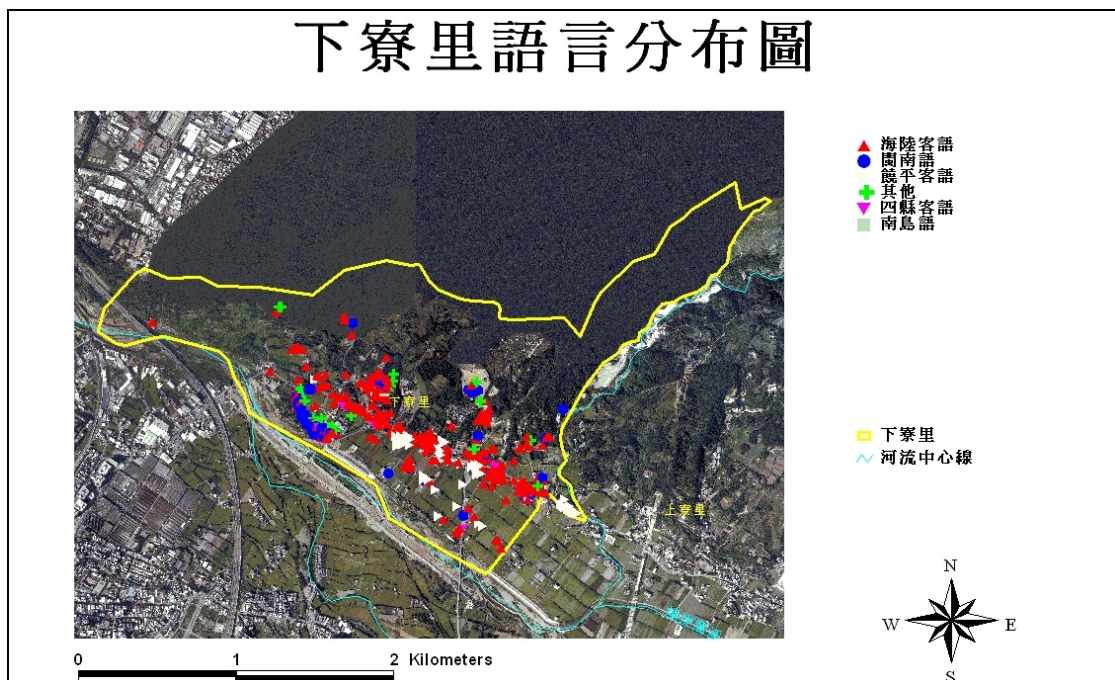 下寮里語言分布圖
海陸客語
閩南語
饒平客語
其他
四縣客語
南島語
下寮里
下寮里
河流中心線
上寮里
N
W
E
S
0 1 2 Kilometers